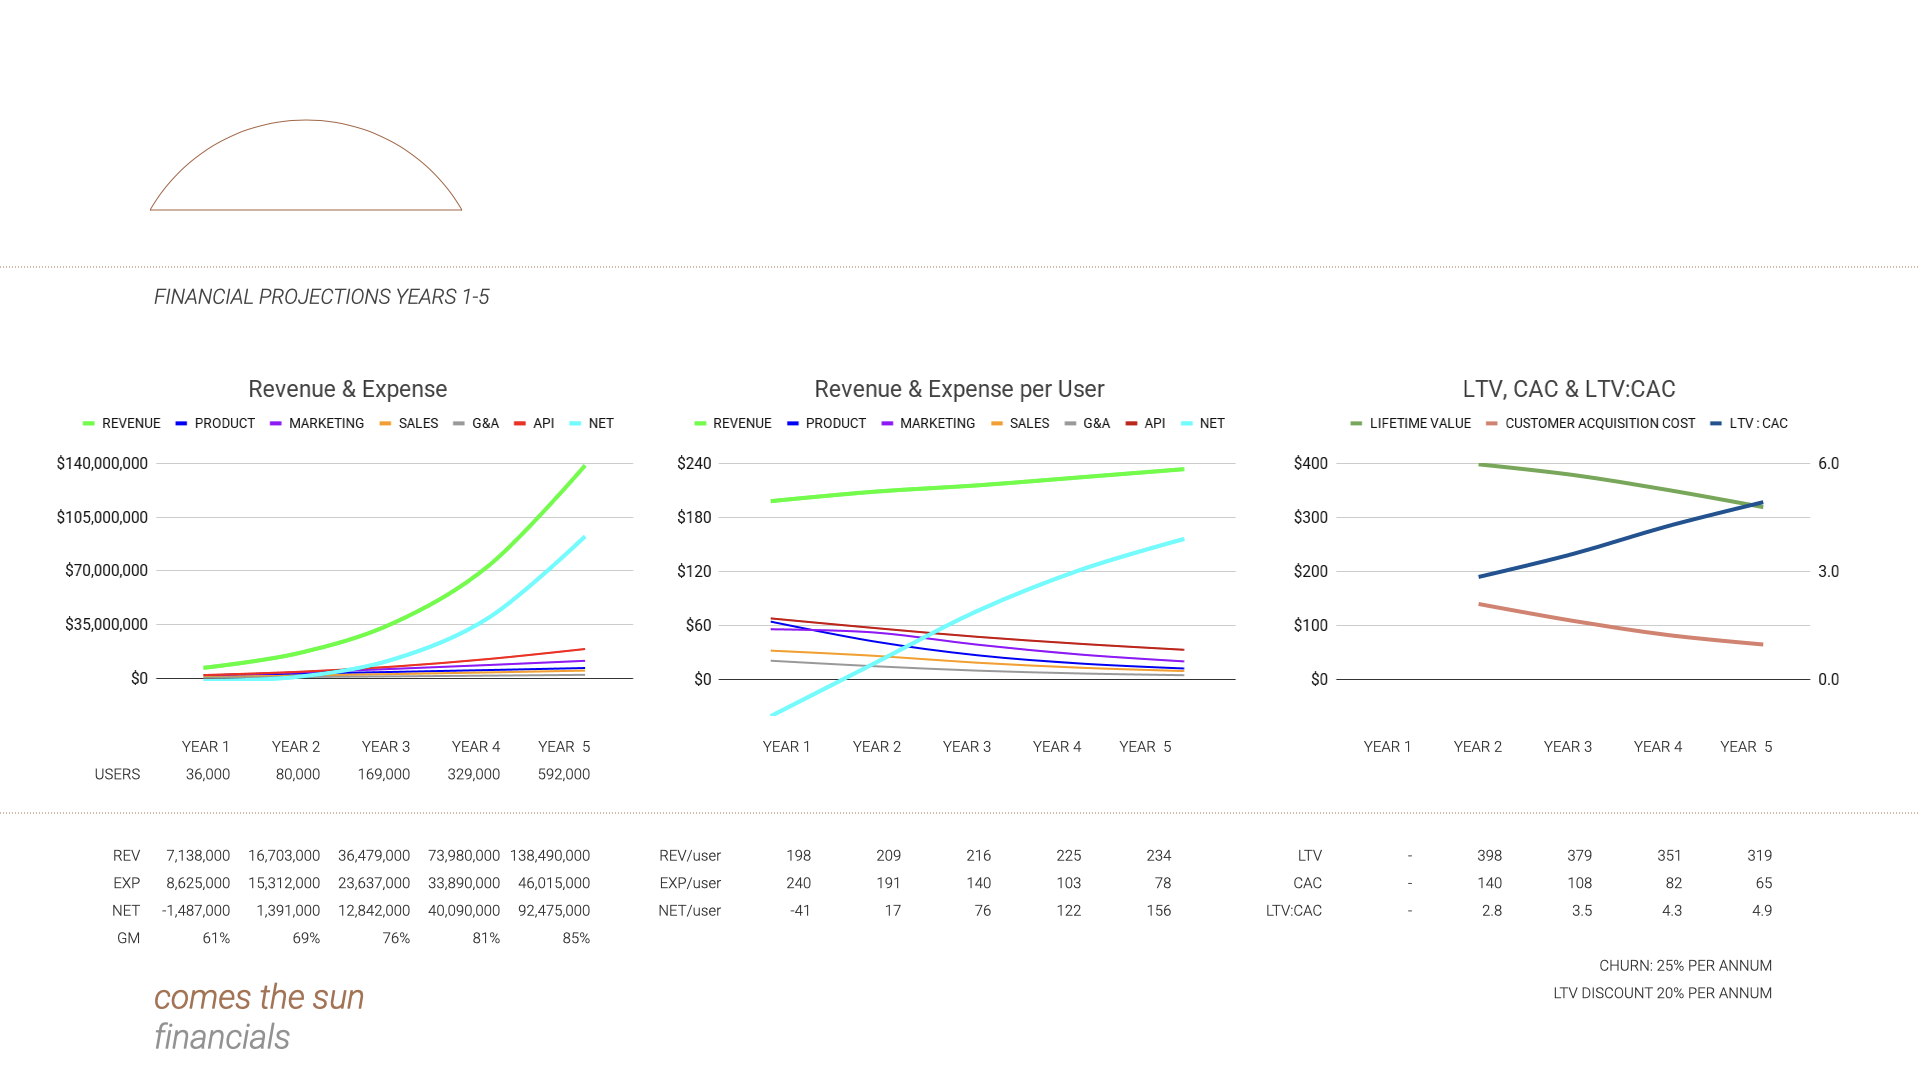 FINANCIAL PROJECTIONS YEARS 1-5
Revenue & Expense
REVENUE PRODUCT MARKETING SALES G&A API NET
$140,000,000
$105,000,000
$70,000,000
$35,000,000
$0
YEAR 1 YEAR 2 YEAR 3 YEAR 4 YEAR 5
USERS 36,000 80,000 169,000 329,000 592,000
Revenue & Expense per User
REVENUE PRODUCT MARKETING SALES G&A API NET
$240
$180
$120
$60
$0
YEAR 1 YEAR 2 YEAR 3 YEAR 4 YEAR 5
LTV, CAC & LTV:CAC
LIFETIME VALUE CUSTOMER ACQUISITION COST LTV : CAC
$400 6.0
$300
$200 3.0
$100
$0 0.0
YEAR 1 YEAR 2 YEAR 3 YEAR 4 YEAR 5
REV 7,138,000 16,703,000 36,479,000 73,980,000 138,490,000
EXP 8,625,000 15,312,000 23,637,000 33,890,000 46,015,000
NET -1,487,000 1,391,000 12,842,000 40,090,000 92,475,000
GM 61% 69% 76% 81% 85%
REV/user 198 209 216 225 234
EXP/user 240 191 140 103 78
NET/user -41 17 76 122 156
LTV - 398 379 351 319
CAC - 140 108 82 65
LTV:CAC - 2.8 3.5 4.3 4.9
CHURN: 25% PER ANNUM
LTV DISCOUNT 20% PER ANNUM
comes the sun
financials